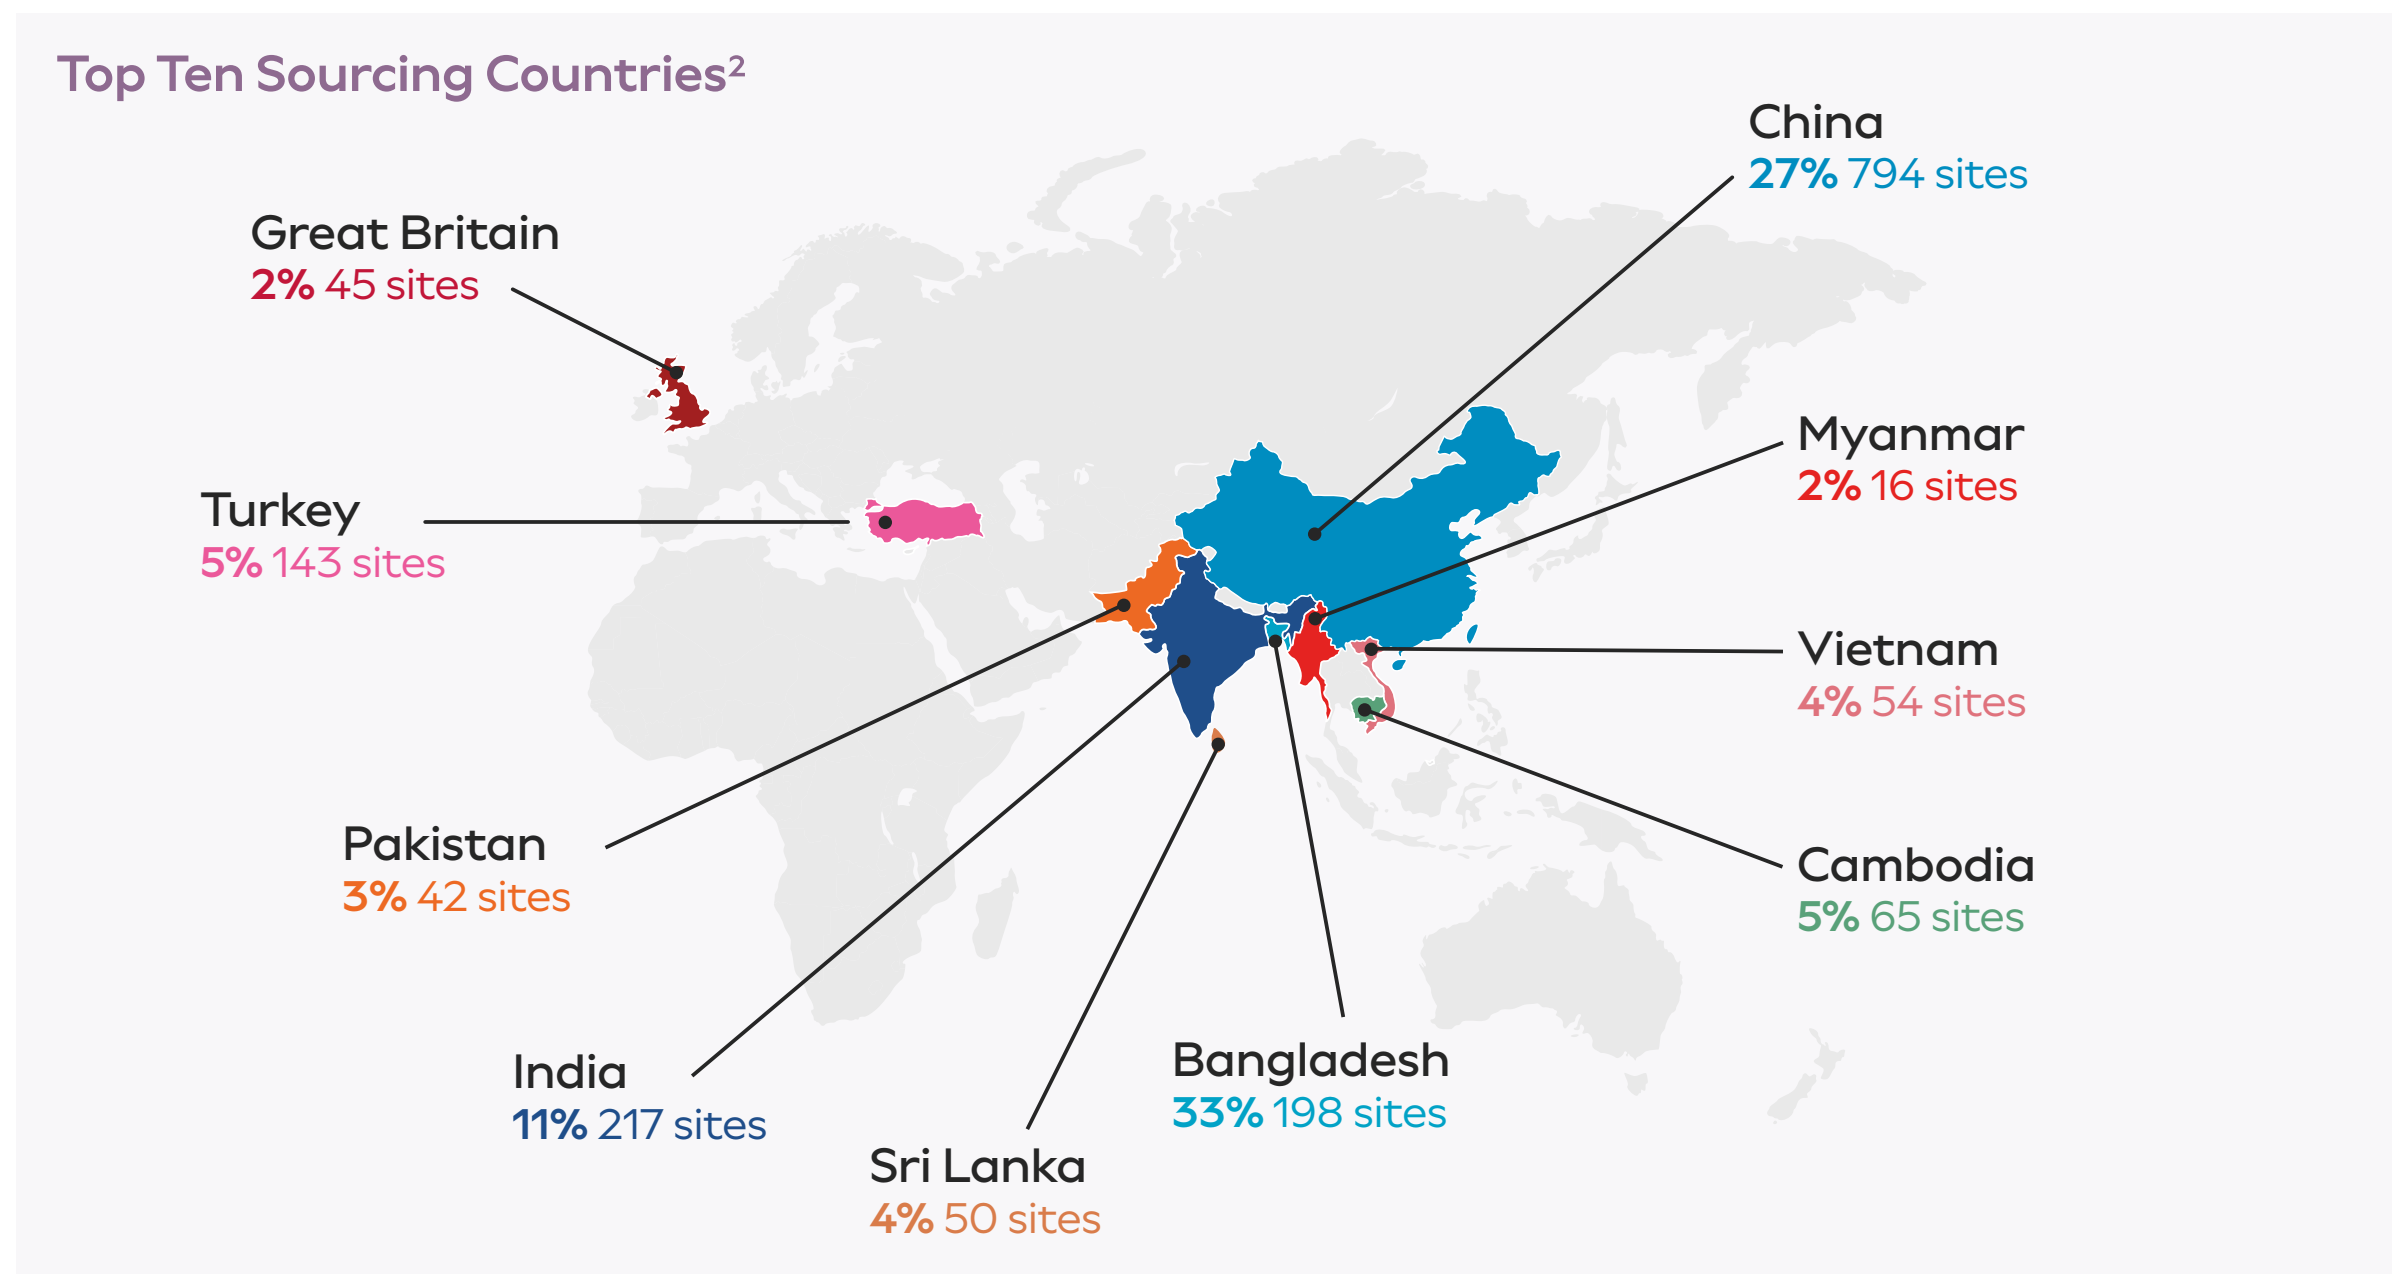 Top Ten Sourcing Countries²
China
27% 794 sites
Great Britain
2% 45 sites
Myanmar
2% 16 sites
Turkey
5% 143 sites
Vietnam
4% 54 sites
Pakistan
3% 42 sites
Cambodia
5% 65 sites
India
11% 217 sites
Bangladesh
33% 198 sites
Sri Lanka
4% 50 sites